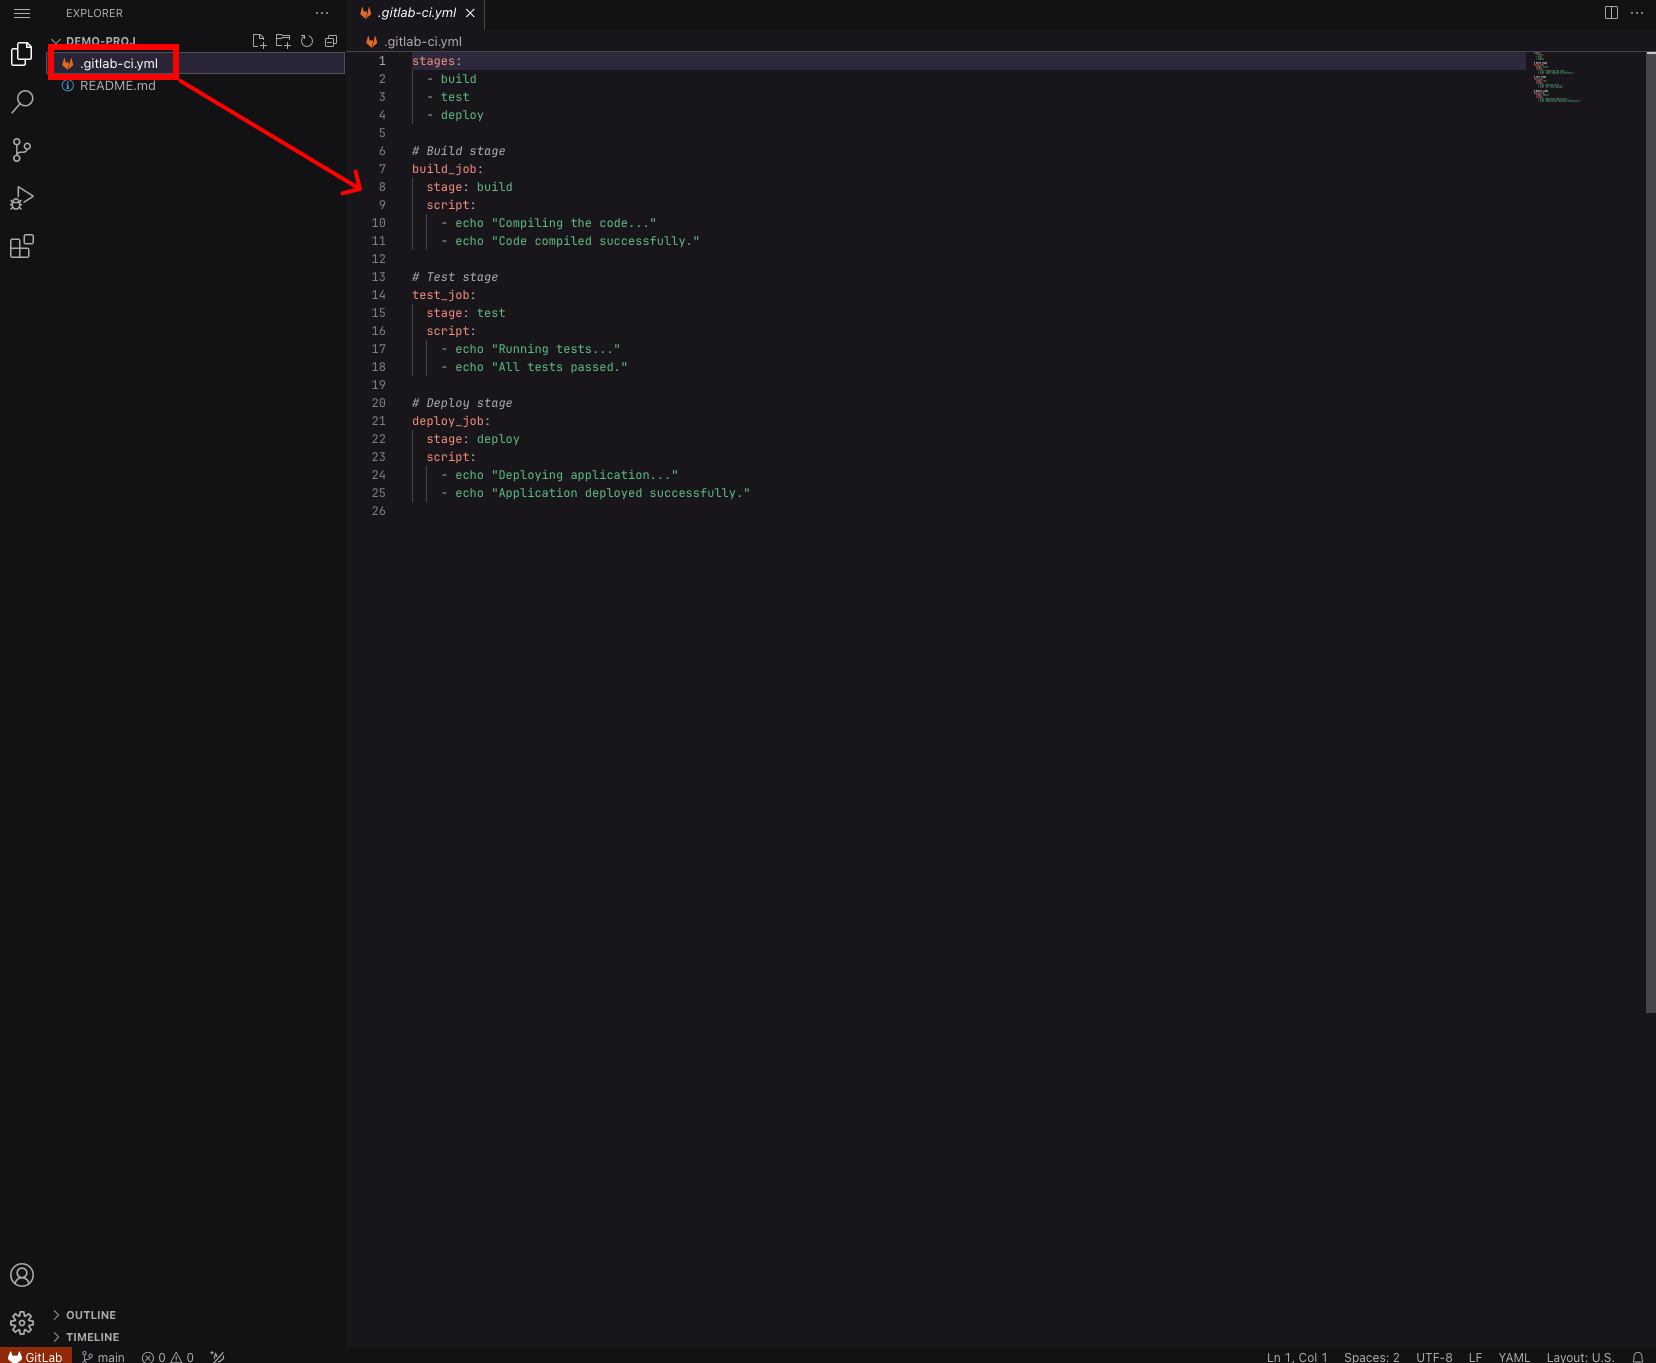 EXPLORER
.gitlab-ci.yml
DEMO-PROJ
.gitlab-ci.yml
README.md
.gitlab-ci.yml
1 stages:
2 - build
3 - test
4 - deploy
5
6 # Build stage
7 build_job:
8 stage: build
9 script:
10 - echo "Compiling the code..."
11 - echo "Code compiled successfully."
12
13 # Test stage
14 test_job:
15 stage: test
16 script:
17 - echo "Running tests..."
18 - echo "All tests passed."
19
20 # Deploy stage
21 deploy_job:
22 stage: deploy
23 script:
24 - echo "Deploying application..."
25 - echo "Application deployed successfully."
26
OUTLINE
TIMELINE
GitLab main 0 0 Ln 1, Col 1 Spaces: 2 UTF-8 LF YAML Layout: U.S.